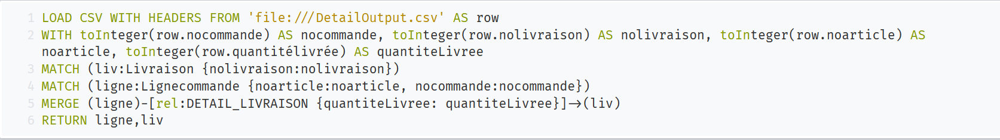 1 LOAD CSV WITH HEADERS FROM 'file:///DetailOutput.csv' AS row
2 WITH toInteger(row.nocommande) AS nocommande, toInteger(row.nolivraison) AS nolivraison, toInteger(row.noarticle) AS
noarticle, toInteger(row.quantitélivrée) AS quantiteLivree
3 MATCH (liv:Livraison {nolivraison:nolivraison})
4 MATCH (ligne:Lignecommande {noarticle:noarticle, nocommande:nocommande})
5 MERGE (ligne)-[rel:DETAIL_LIVRAISON {quantiteLivree: quantiteLivree}]->(liv)
6 RETURN ligne,liv